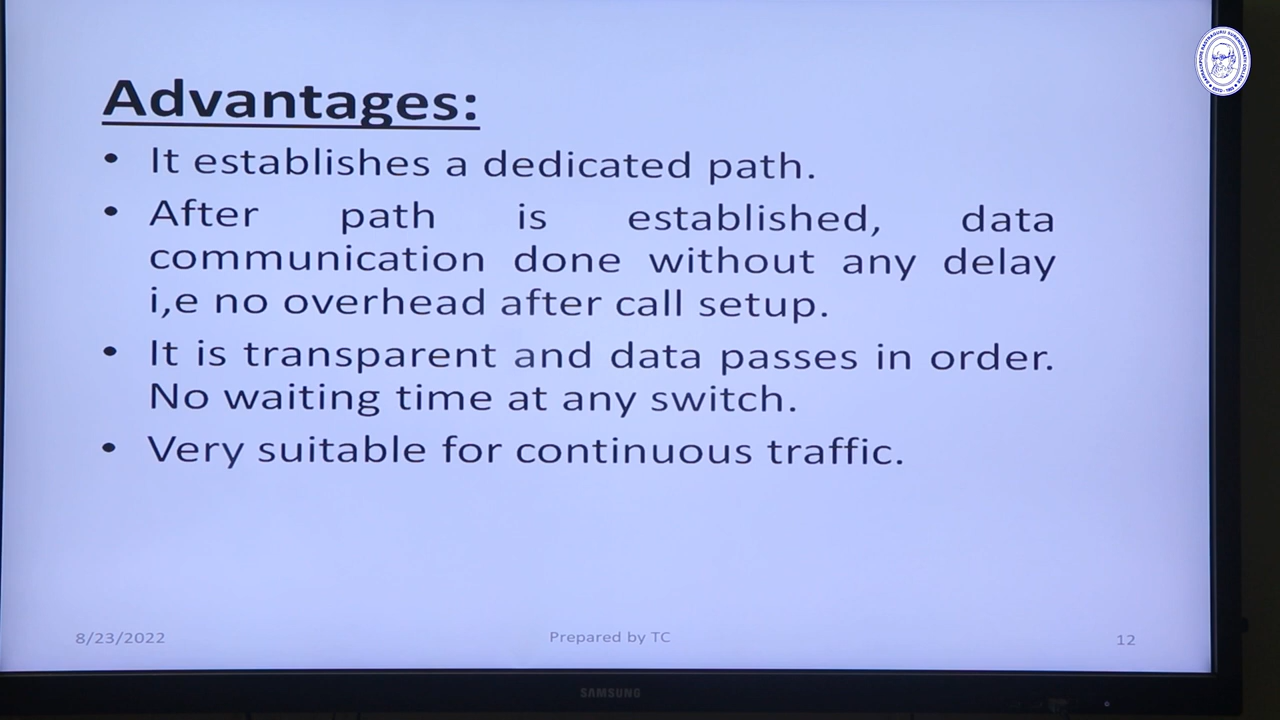 Advantages:
• It establishes a dedicated path.
• After path is established, data
communication done without any delay
i,e no overhead after call setup.
• It is transparent and data passes in order.
No waiting time at any switch.
• Very suitable for continuous traffic.
8/23/2022
Prepared by TC
12
SAMSUNG